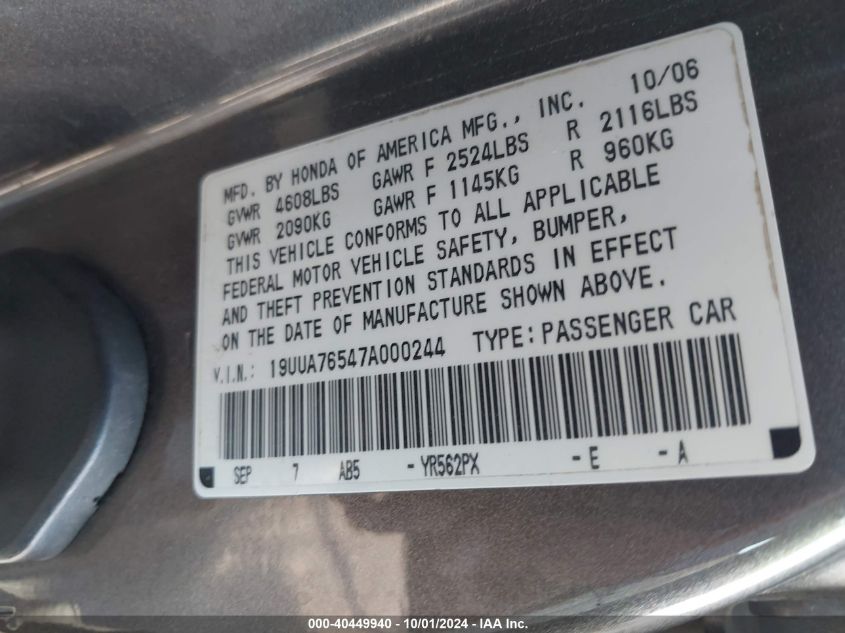 MFD. BY HONDA OF AMERICA MFG., INC. 10/06
GVWR 4608LBS GAWR F 2524LBS R 2116LBS
GVWR 2090KG GAWR F 1145KG R 960KG
THIS VEHICLE CONFORMS TO ALL APPLICABLE
FEDERAL MOTOR VEHICLE SAFETY, BUMPER,
AND THEFT PREVENTION STANDARDS IN EFFECT
ON THE DATE OF MANUFACTURE SHOWN ABOVE.
V.I.N.: 19UUA76547A000244 TYPE: PASSENGER CAR
SEP 7 AB5 - YR562PX - E - A
000-40449940 - 10/01/2024 - IAA Inc.